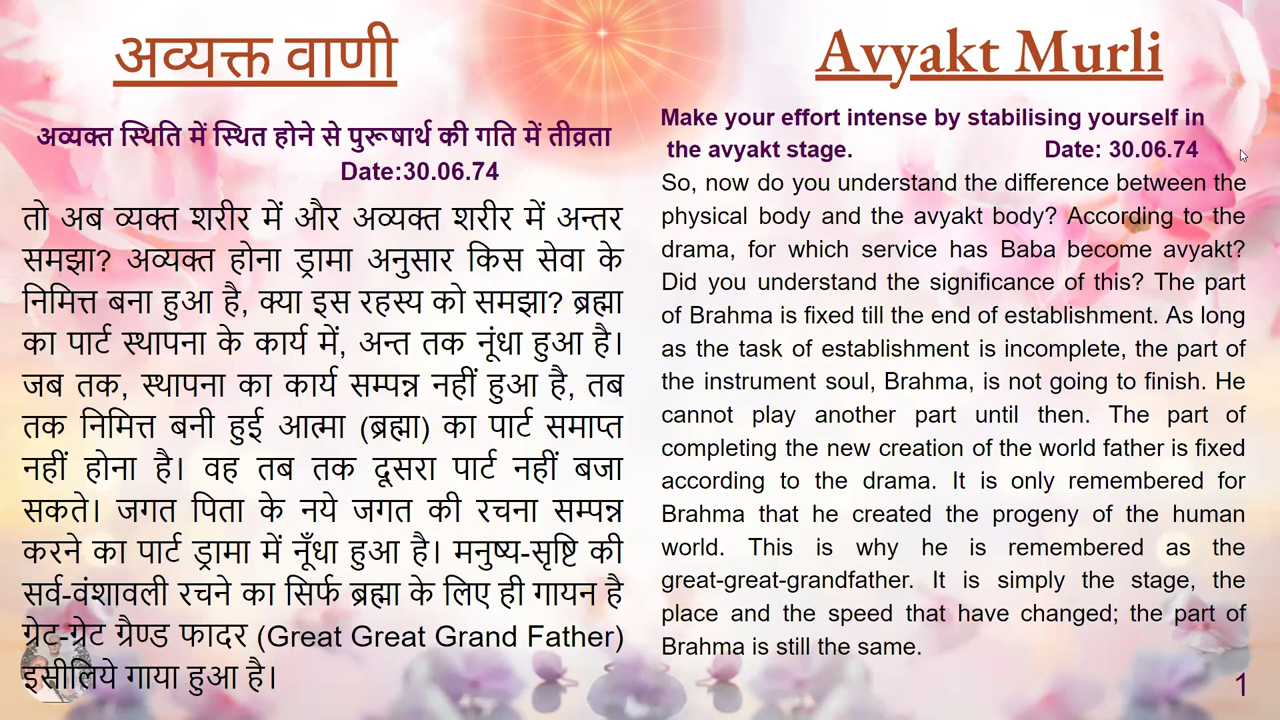 अव्यक्त वाणी
अव्यक्त स्थिति में स्थित होने से पुरूषार्थ की गति में तीव्रता
Date:30.06.74
तो अब व्यक्त शरीर में और अव्यक्त शरीर में अन्तर
समझा? अव्यक्त होना ड्रामा अनुसार किस सेवा के
निमित्त बना हुआ है, क्या इस रहस्य को समझा? ब्रह्मा
का पार्ट स्थापना के कार्य में, अन्त तक नूंधा हुआ है।
जब तक, स्थापना का कार्य सम्पन्न नहीं हुआ है, तब
तक निमित्त बनी हुई आत्मा (ब्रह्मा) का पार्ट समाप्त
नहीं होना है। वह तब तक दूसरा पार्ट नहीं बजा
सकते। जगत पिता के नये जगत की रचना सम्पन्न
करने का पार्ट ड्रामा में नूँधा हुआ है। मनुष्य-सृष्टि की
सर्व-वंशावली रचने का सिर्फ ब्रह्मा के लिए ही गायन है
ग्रेट-ग्रेट ग्रैण्ड फादर (Great Great Grand Father)
इसीलिये गाया हुआ है।
Avyakt Murli
Make your effort intense by stabilising yourself in
the avyakt stage. Date: 30.06.74
So, now do you understand the difference between the
physical body and the avyakt body? According to the
drama, for which service has Baba become avyakt?
Did you understand the significance of this? The part
of Brahma is fixed till the end of establishment. As long
as the task of establishment is incomplete, the part of
the instrument soul, Brahma, is not going to finish. He
cannot play another part until then. The part of
completing the new creation of the world father is fixed
according to the drama. It is only remembered for
Brahma that he created the progeny of the human
world. This is why he is remembered as the
great-great-grandfather. It is simply the stage, the
place and the speed that have changed; the part of
Brahma is still the same.
1